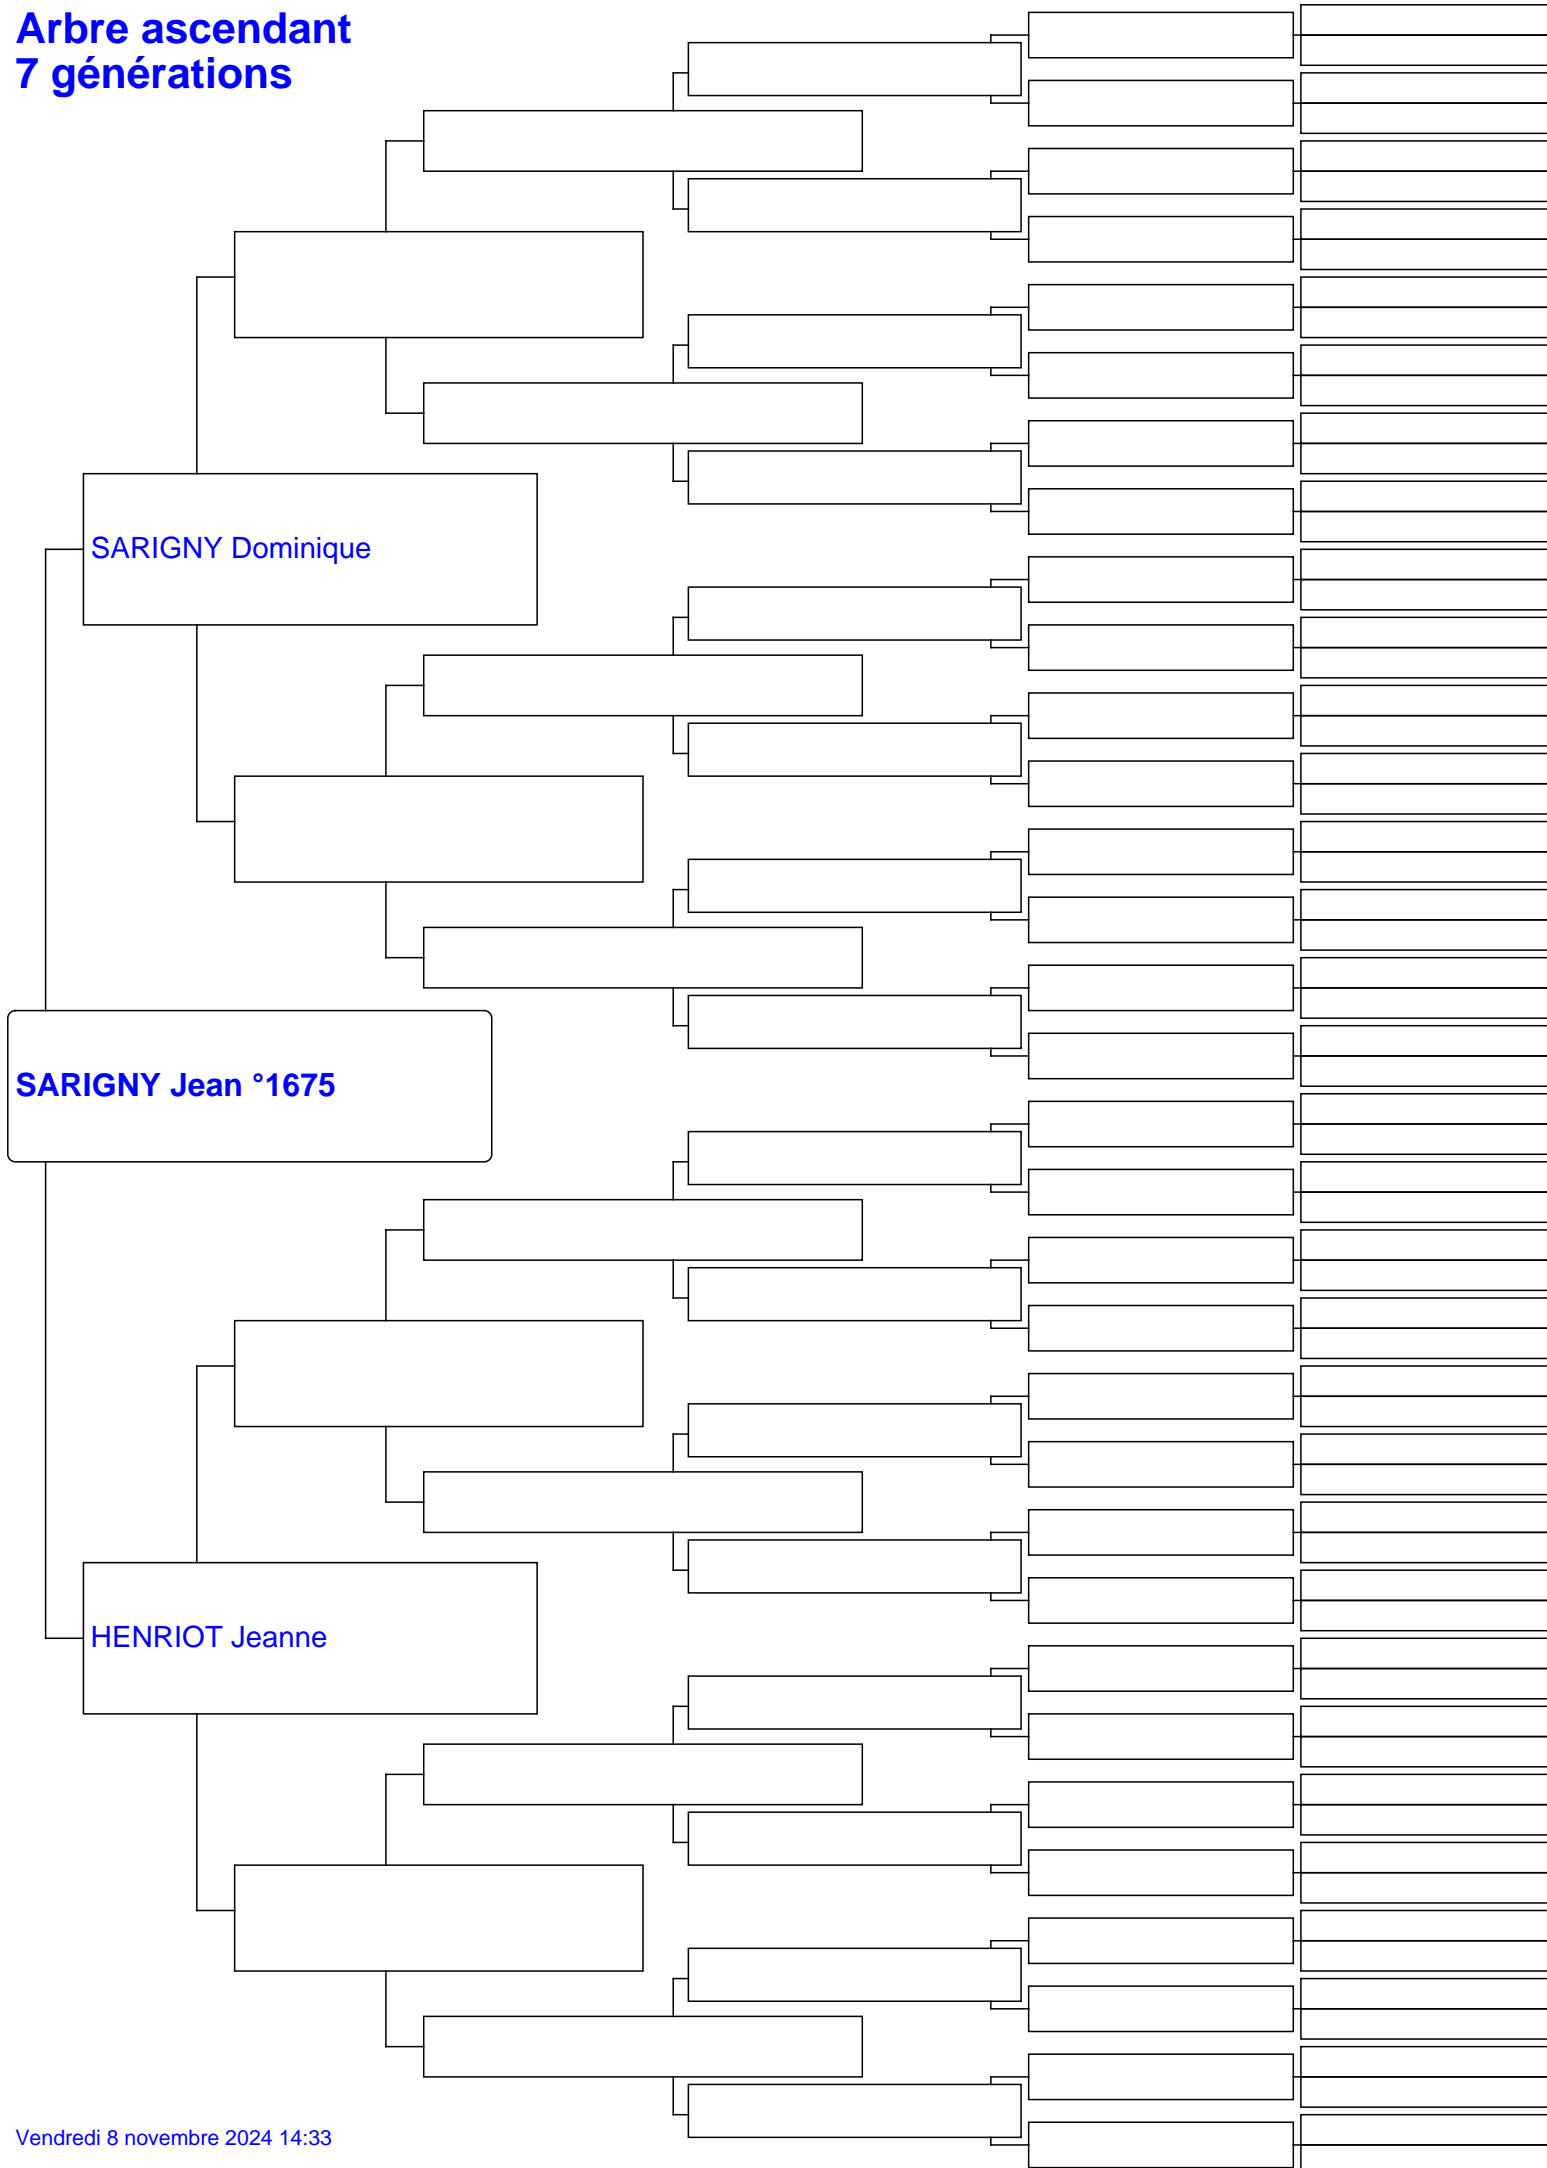 Arbre ascendant
7 générations
SARIGNY Dominique
SARIGNY Jean °1675
HENRIOT Jeanne
Vendredi 8 novembre 2024 14:33